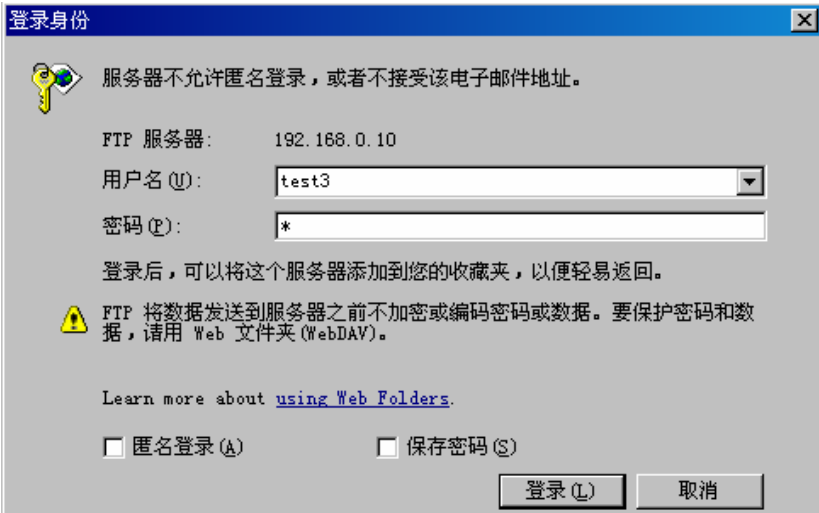 登录身份
服务器不允许匿名登录，或者不接受该电子邮件地址。
FTP 服务器: 192.168.0.10
用户名(U): test3
密码(P): *
登录后，可以将这个服务器添加到您的收藏夹，以便轻易返回。
FTP 将数据发送到服务器之前不加密或编码密码或数据。要保护密码和数
据，请用 Web 文件夹(WebDAV)。
Learn more about using Web Folders.
匿名登录(A) 保存密码(S)
登录(L) 取消